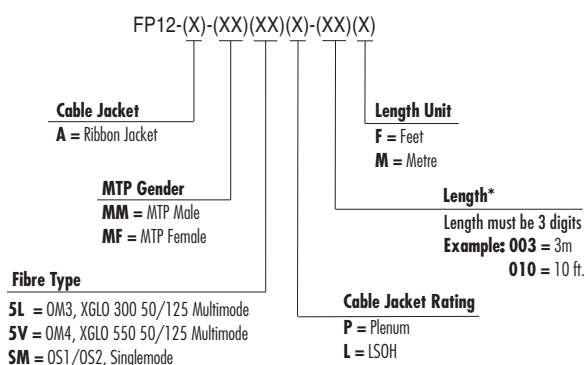 FP12-(X)-(XX)(XX)(X)-(XX)(X)
Cable Jacket
A = Ribbon Jacket
MTP Gender
MM = MTP Male
MF = MTP Female
Fibre Type
5L = OM3, XGLO 300 50/125 Multimode
5V = OM4, XGLO 550 50/125 Multimode
SM = OS1/OS2, Singlemode
Length Unit
F = Feet
M = Metre
Length*
Length must be 3 digits
Example: 003 = 3m
010 = 10 ft.
Cable Jacket Rating
P = Plenum
L = LSOH